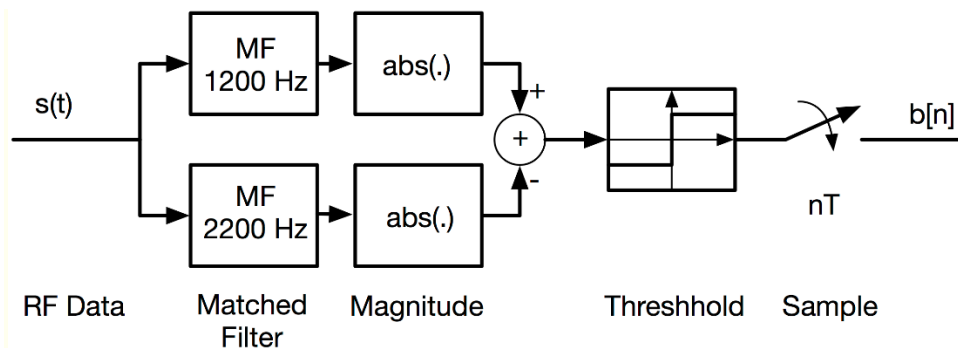 MF
1200 Hz
abs(.)
s(t)
+
+
b[n]
-
MF
2200 Hz
abs(.)
nT
RF Data
Matched
Filter
Magnitude
Threshhold
Sample